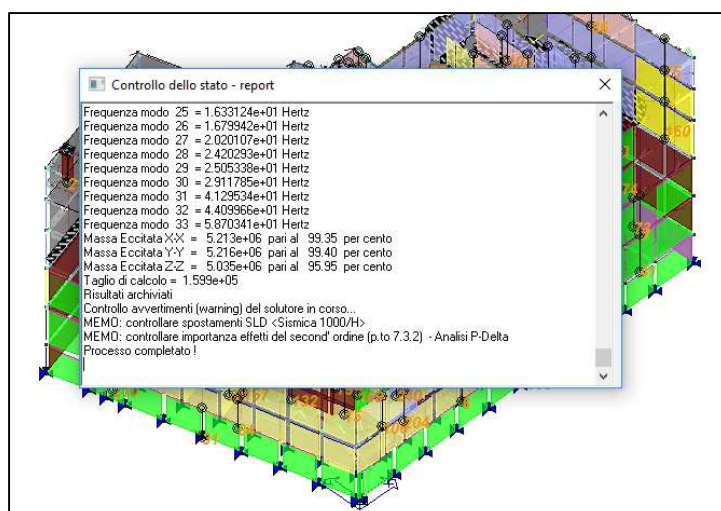 Controllo dello stato - report
Frequenza modo 25 = 1.633124e+01 Hertz
Frequenza modo 26 = 1.679942e+01 Hertz
Frequenza modo 27 = 2.020107e+01 Hertz
Frequenza modo 28 = 2.420293e+01 Hertz
Frequenza modo 29 = 2.505338e+01 Hertz
Frequenza modo 30 = 2.911785e+01 Hertz
Frequenza modo 31 = 4.129534e+01 Hertz
Frequenza modo 32 = 4.409966e+01 Hertz
Frequenza modo 33 = 5.870341e+01 Hertz
Massa Eccitata X-X = 5.213e+06 pari al 99.35 per cento
Massa Eccitata Y-Y = 5.216e+06 pari al 99.40 per cento
Massa Eccitata Z-Z = 5.035e+06 pari al 95.95 per cento
Taglio di calcolo = 1.599e+05
Risultati archiviati
Controllo avvertimenti (warning) del solutore in corso...
MEMO: controllare spostamenti SLD <Sismica 1000/H>
MEMO: controllare importanza effetti del second' ordine (p.to 7.3.2) - Analisi P-Delta
Processo completato !